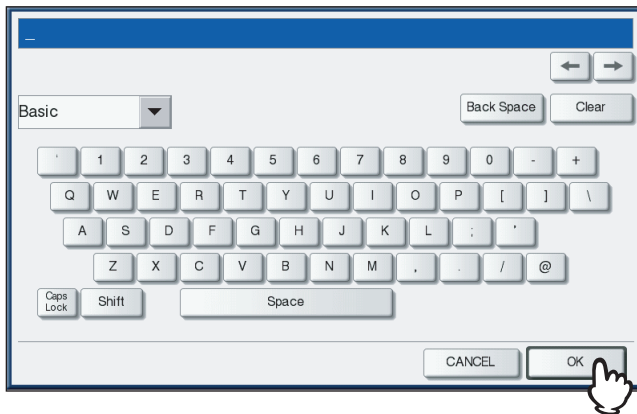 _
Basic
Back Space Clear
` 1 2 3 4 5 6 7 8 9 0 - +
Q W E R T Y U I O P [ ] \
A S D F G H J K L ; '
Z X C V B N M , . / @
Caps Lock Shift Space
CANCEL OK